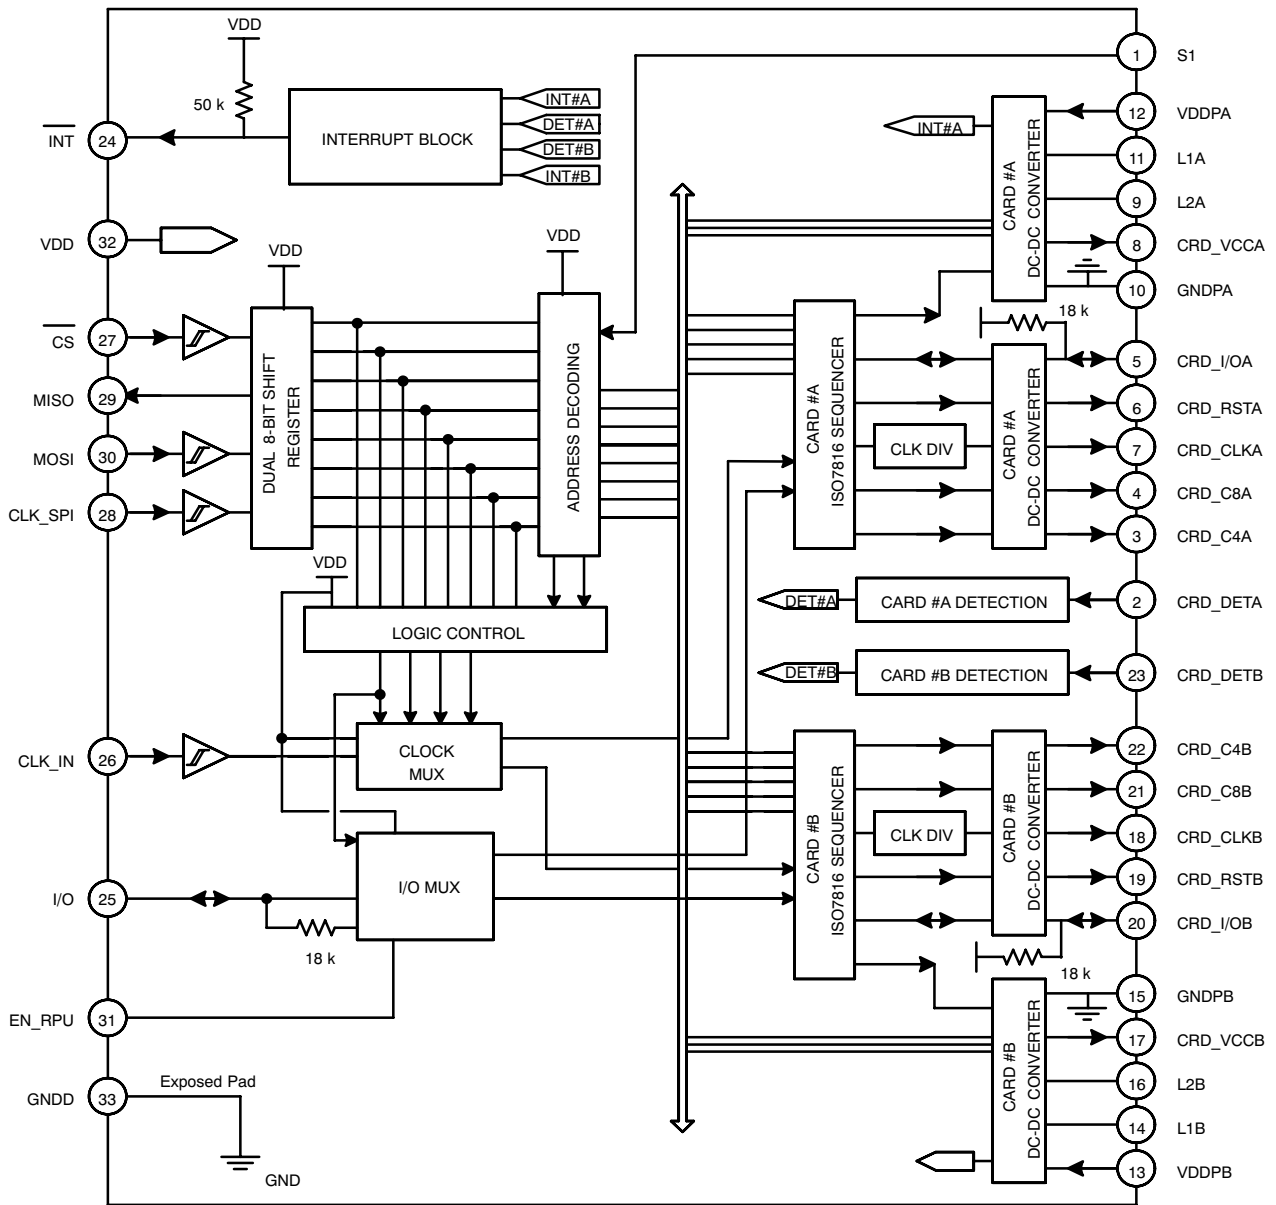 VDD
50 k
INT
24
INTERRUPT BLOCK
INT#A
DET#A
DET#B
INT#B
VDD
32
VDD
VDD
CS
27
MISO
29
MOSI
30
CLK_SPI
28
DUAL 8-BIT SHIFT
REGISTER
ADDRESS DECODING
VDD
LOGIC CONTROL
CLK_IN
26
CLOCK
MUX
I/O
25
18 k
I/O MUX
EN_RPU
31
GNDD
33
Exposed Pad
GND
1
S1
INT#A
CARD #A
DC-DC CONVERTER
12
VDDPA
11
L1A
9
L2A
8
CRD_VCCA
10
GNDPA
18 k
CARD #A
ISO7816 SEQUENCER
CLK DIV
CARD #A
DC-DC CONVERTER
5
CRD_I/OA
6
CRD_RSTA
7
CRD_CLKA
4
CRD_C8A
3
CRD_C4A
DET#A
CARD #A DETECTION
2
CRD_DETA
DET#B
CARD #B DETECTION
23
CRD_DETB
CARD #B
ISO7816 SEQUENCER
CLK DIV
CARD #B
DC-DC CONVERTER
22
CRD_C4B
21
CRD_C8B
18
CRD_CLKB
19
CRD_RSTB
20
CRD_I/OB
18 k
CARD #B
DC-DC CONVERTER
15
GNDPB
17
CRD_VCCB
16
L2B
14
L1B
13
VDDPB